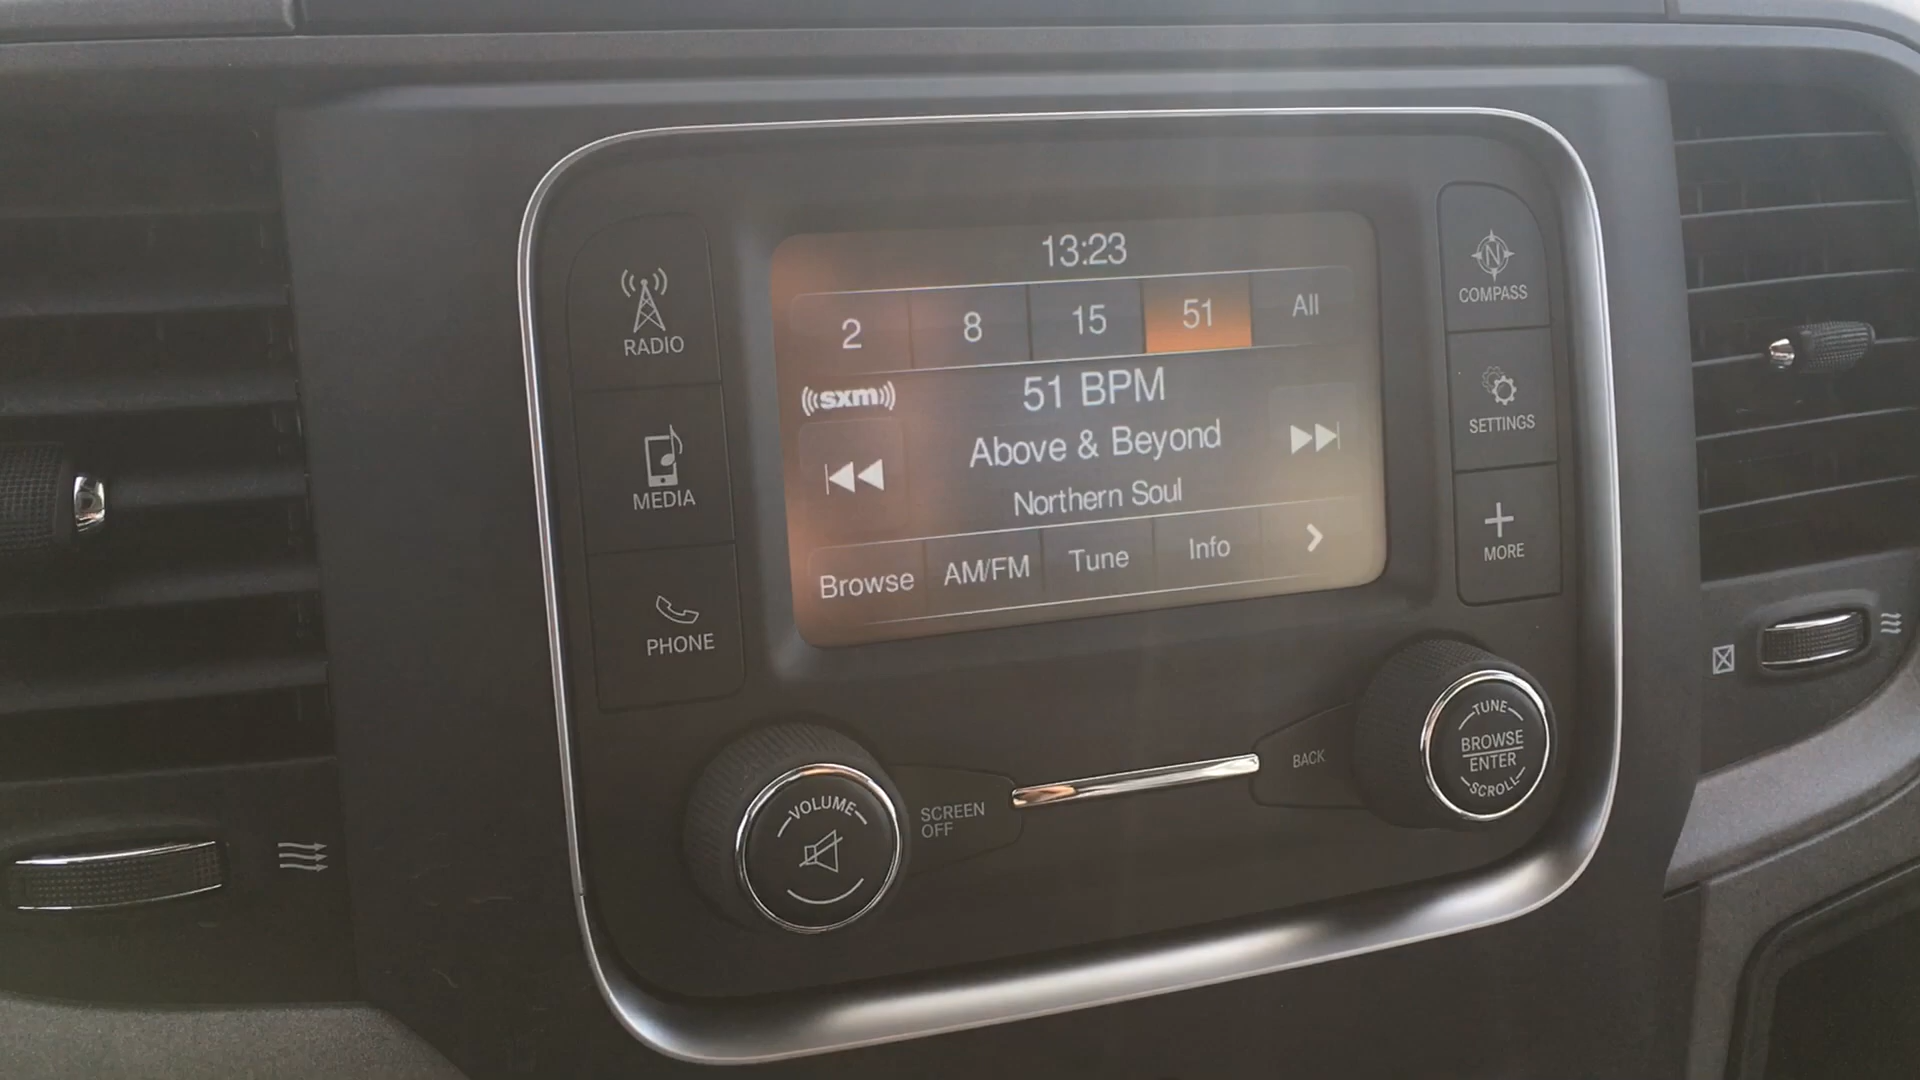 13:23
2 8 15 51 All
sxm
51 BPM
Above & Beyond
Northern Soul
Browse AM/FM Tune Info
RADIO
MEDIA
PHONE
N
COMPASS
SETTINGS
MORE
VOLUME
SCREEN
OFF
BACK
TUNE
BROWSE
ENTER
SCROLL